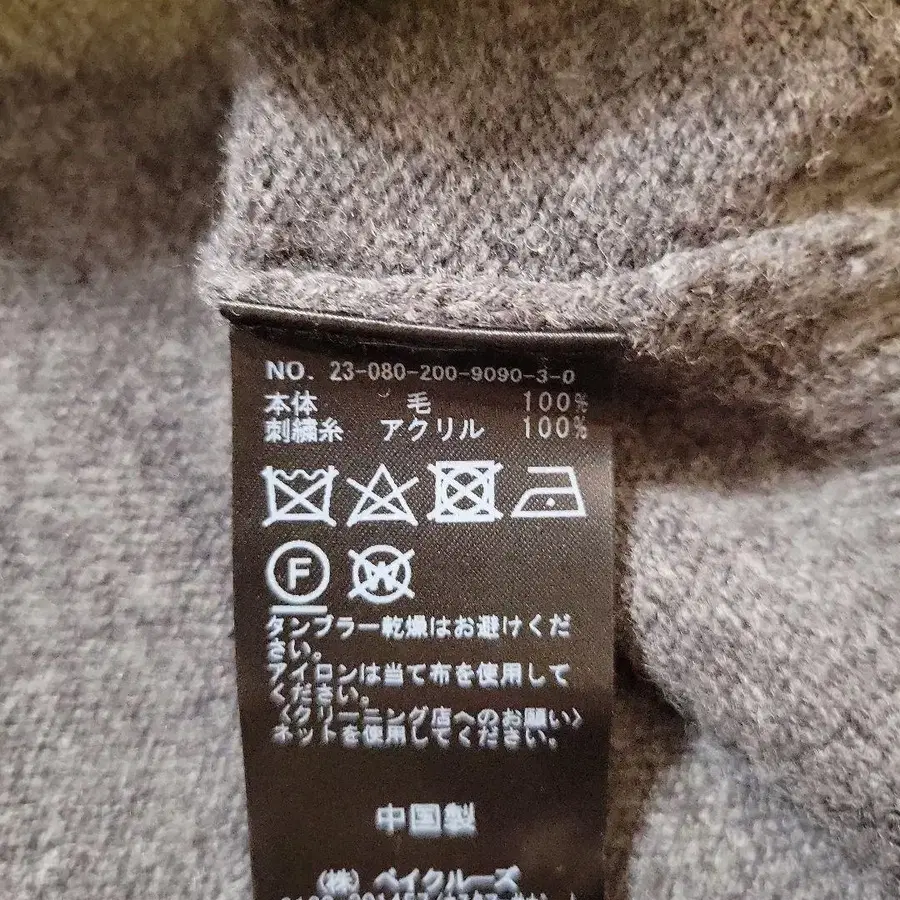 NO. 23-080-200-9090-3-0
本体 毛 100%
刺繍糸 アクリル 100%
F W
タンブラー乾燥はお避けくだ
さい。
アイロンは当て布を使用して
ください。
〈クリーニング店へのお願い〉
ネットを使用してください。
中国製
(株) ベイクルーズ